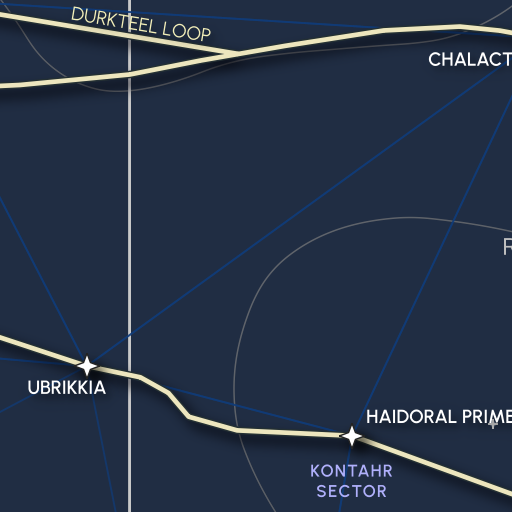 DURKTEEL LOOP
CHALACT
R
UBRIKKIA
HAIDORAL PRIME
KONTAHR
SECTOR